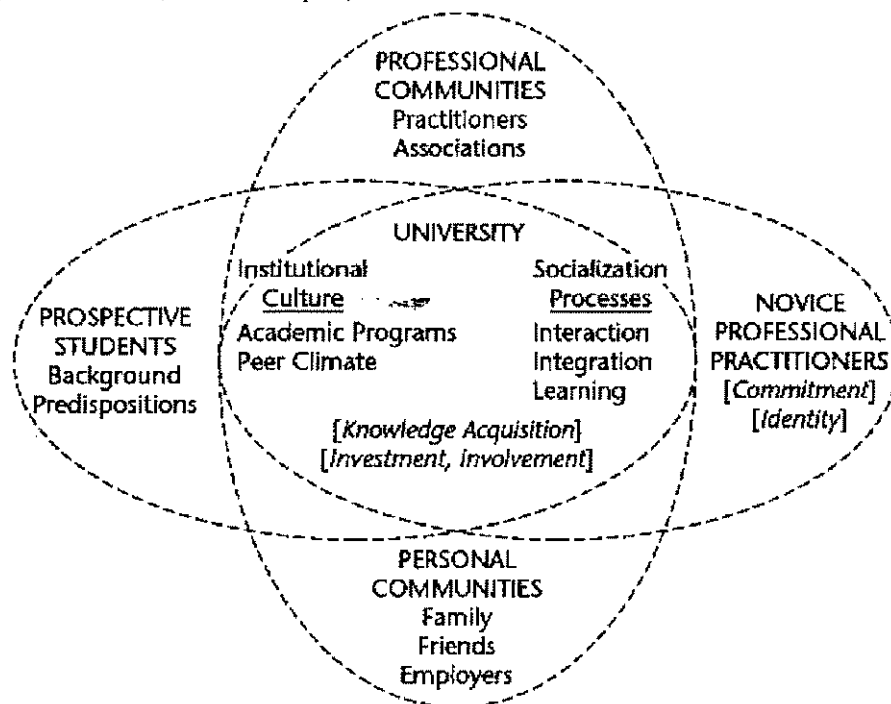 PROFESSIONAL
COMMUNITIES
Practitioners
Associations
UNIVERSITY
Institutional
Culture
Academic Programs
Peer Climate
Socialization
Processes
Interaction
Integration
Learning
[Knowledge Acquisition]
[Investment, Involvement]
PROSPECTIVE
STUDENTS
Background
Predispositions
NOVICE
PROFESSIONAL
PRACTITIONERS
[Commitment]
[Identity]
PERSONAL
COMMUNITIES
Family
Friends
Employers